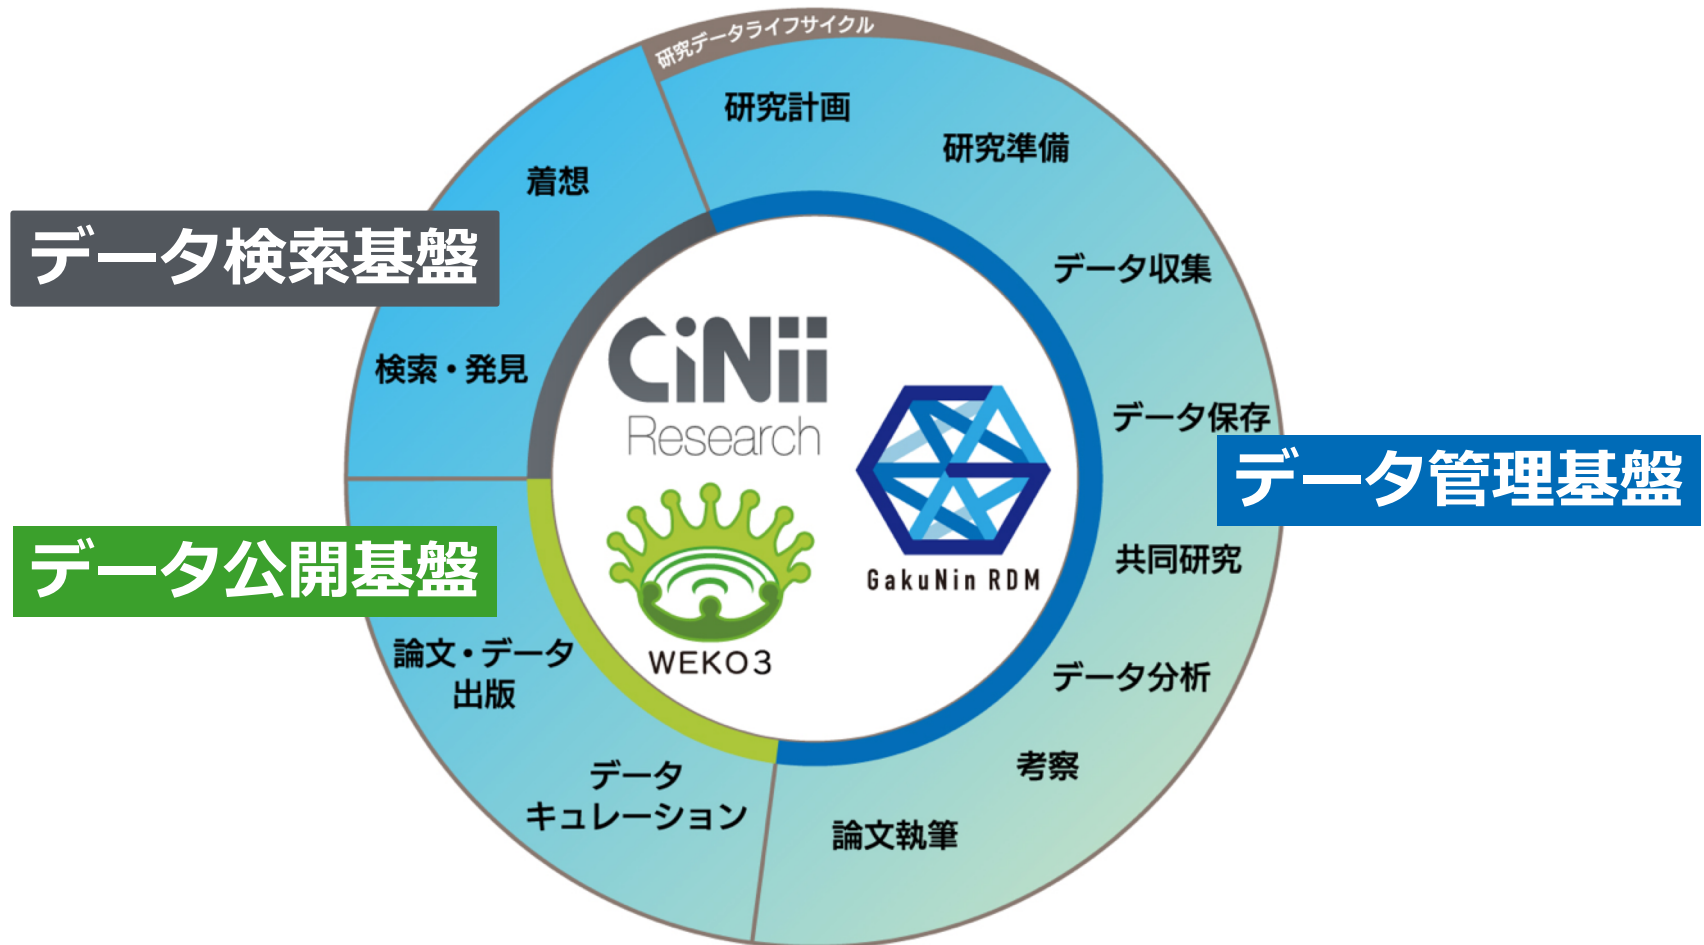 研究データライフサイクル
研究計画
研究準備
着想
データ検索基盤
データ収集
検索・発見
CiNii
Research
データ保存
データ管理基盤
データ公開基盤
共同研究
GakuNin RDM
WEKO3
論文・データ
出版
データ分析
考察
データ
キュレーション
論文執筆